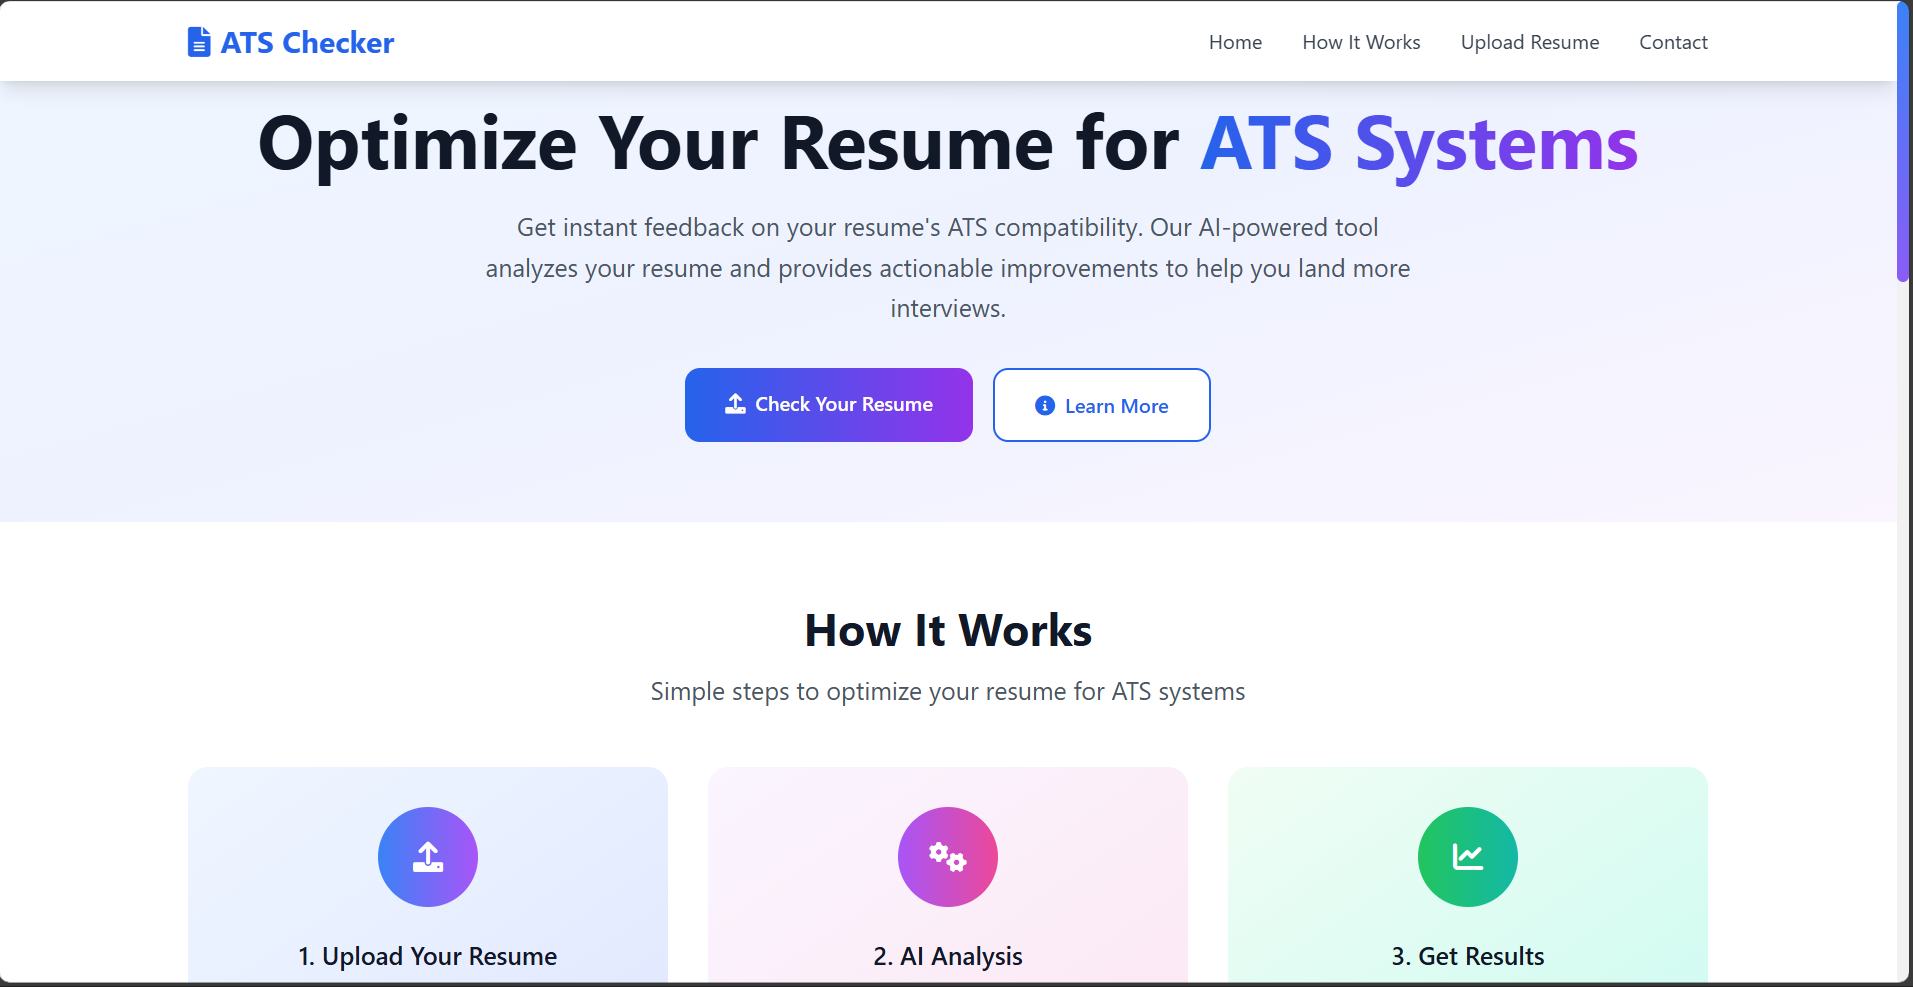 ATS Checker
Home
How It Works
Upload Resume
Contact
Optimize Your Resume for ATS Systems
Get instant feedback on your resume's ATS compatibility. Our AI-powered tool
analyzes your resume and provides actionable improvements to help you land more
interviews.
Check Your Resume
Learn More
How It Works
Simple steps to optimize your resume for ATS systems
1. Upload Your Resume
2. AI Analysis
3. Get Results